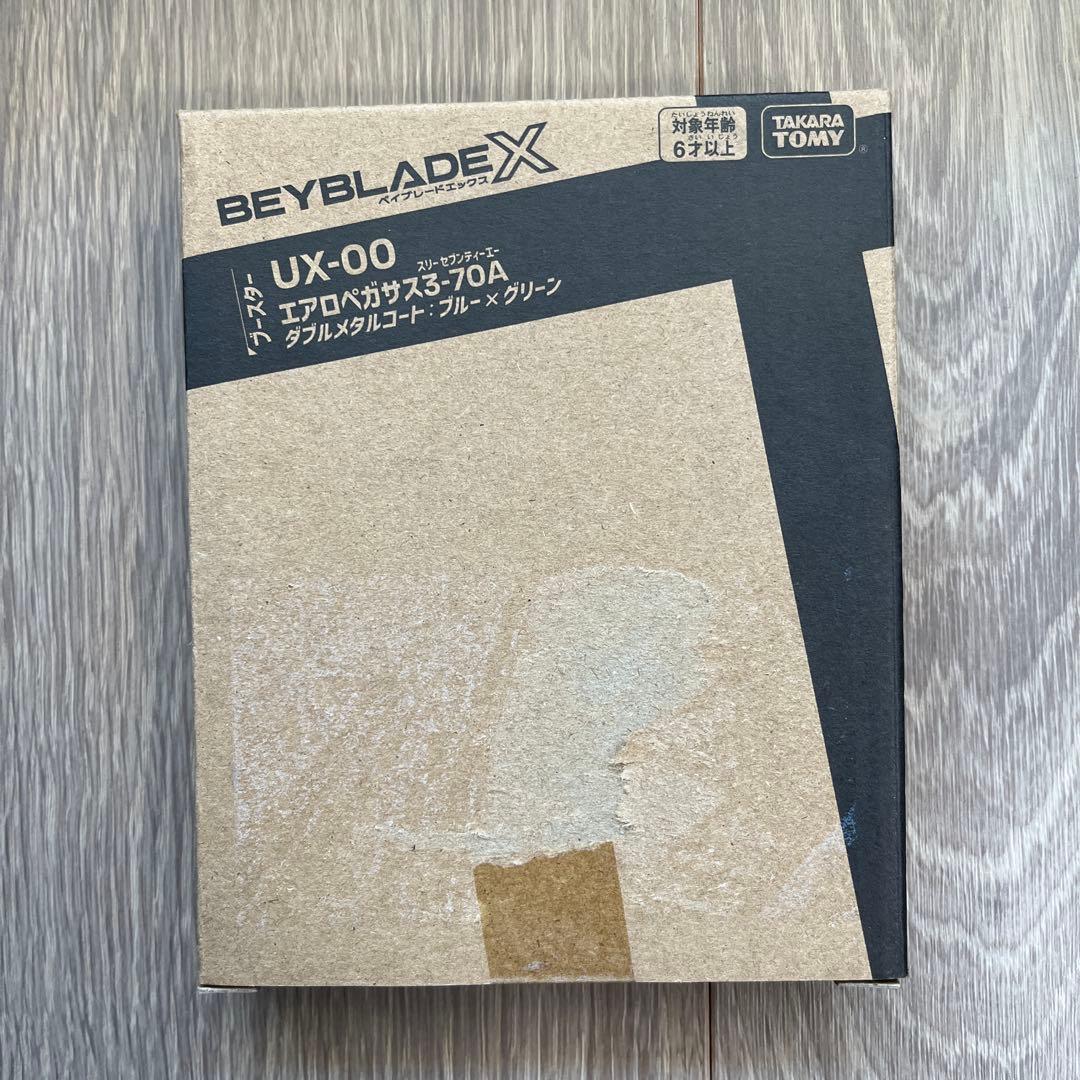 BEYBLADE X
ベイブレードエックス
たいしょうねんれい
対象年齢
さい いじょう
6才以上
TAKARA
TOMY
®
ブースター
UX-00
スリーセブンティーエー
エアロペガサス3-70A
ダブルメタルコート:ブルー×グリーン